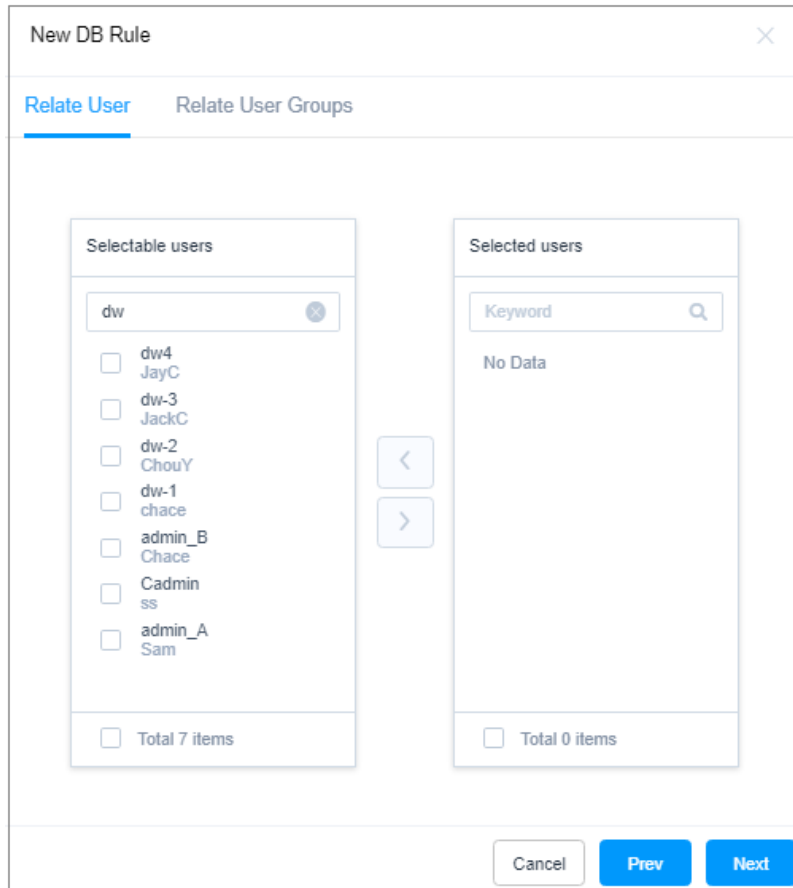 New DB Rule
Relate User
Relate User Groups
Selectable users
dw
dw4
JayC
dw-3
JackC
dw-2
ChouY
dw-1
chace
admin_B
Chace
Cadmin
ss
admin_A
Sam
Total 7 items
Selected users
Keyword
No Data
Total 0 items
Cancel
Prev
Next